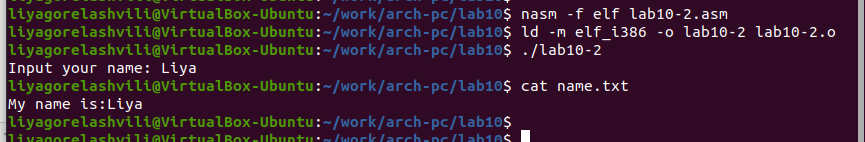 liyagorelashvili@VirtualBox-Ubuntu:~/work/arch-pc/lab10$ nasm -f elf lab10-2.asm
liyagorelashvili@VirtualBox-Ubuntu:~/work/arch-pc/lab10$ ld -m elf_i386 -o lab10-2 lab10-2.o
liyagorelashvili@VirtualBox-Ubuntu:~/work/arch-pc/lab10$ ./lab10-2
Input your name: Liya
liyagorelashvili@VirtualBox-Ubuntu:~/work/arch-pc/lab10$ cat name.txt
My name is:Liya
liyagorelashvili@VirtualBox-Ubuntu:~/work/arch-pc/lab10$
liyagorelashvili@VirtualBox-Ubuntu:~/work/arch-pc/lab10$